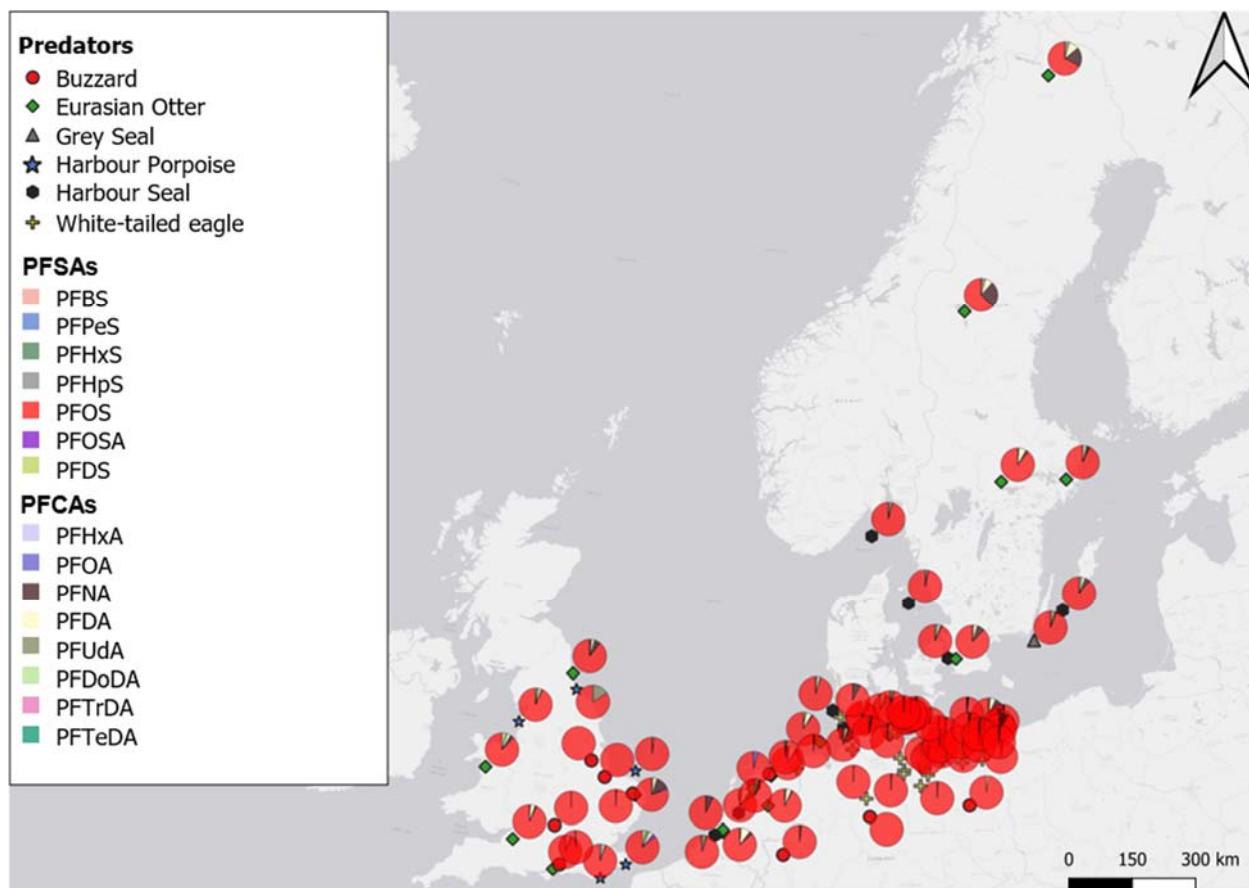 Predators
Buzzard
Eurasian Otter
Grey Seal
Harbour Porpoise
Harbour Seal
White-tailed eagle
PFSAs
PFBS
PFPeS
PFHxS
PFHpS
PFOS
PFOSA
PFDS
PFCAs
PFHxA
PFOA
PFNA
PFDA
PFUdA
PFDoDA
PFTrDA
PFTeDA
0 150 300 km